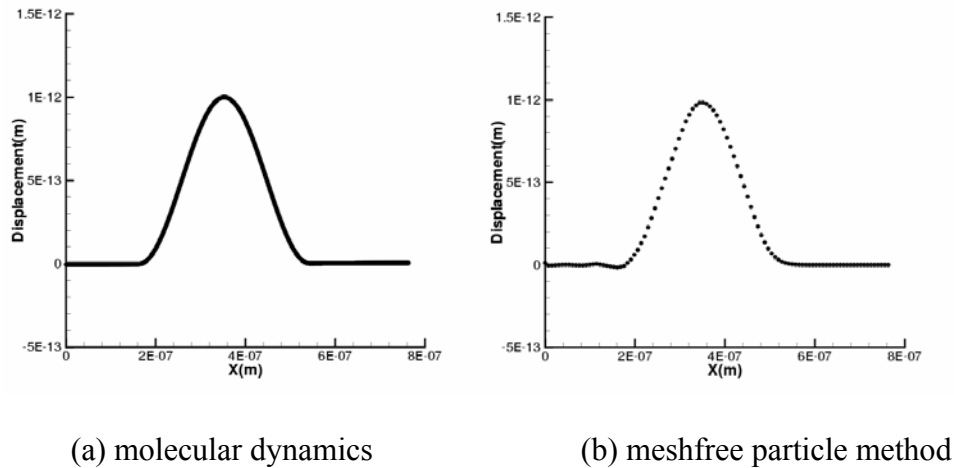 1.5E-12
1E-12
5E-13
0
-5E-13
Displacement(m)
0
2E-07
4E-07
6E-07
8E-07
X(m)
(a) molecular dynamics
1.5E-12
1E-12
5E-13
0
-5E-13
Displacement(m)
0
2E-07
4E-07
6E-07
8E-07
X(m)
(b) meshfree particle method